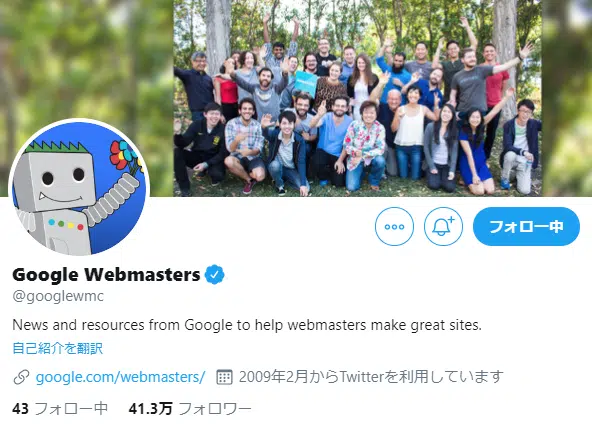 フォロー中
Google Webmasters
@googlewmc
News and resources from Google to help webmasters make great sites.
自己紹介を翻訳
google.com/webmasters/ 2009年2月からTwitterを利用しています
43 フォロー中 41.3万 フォロワー